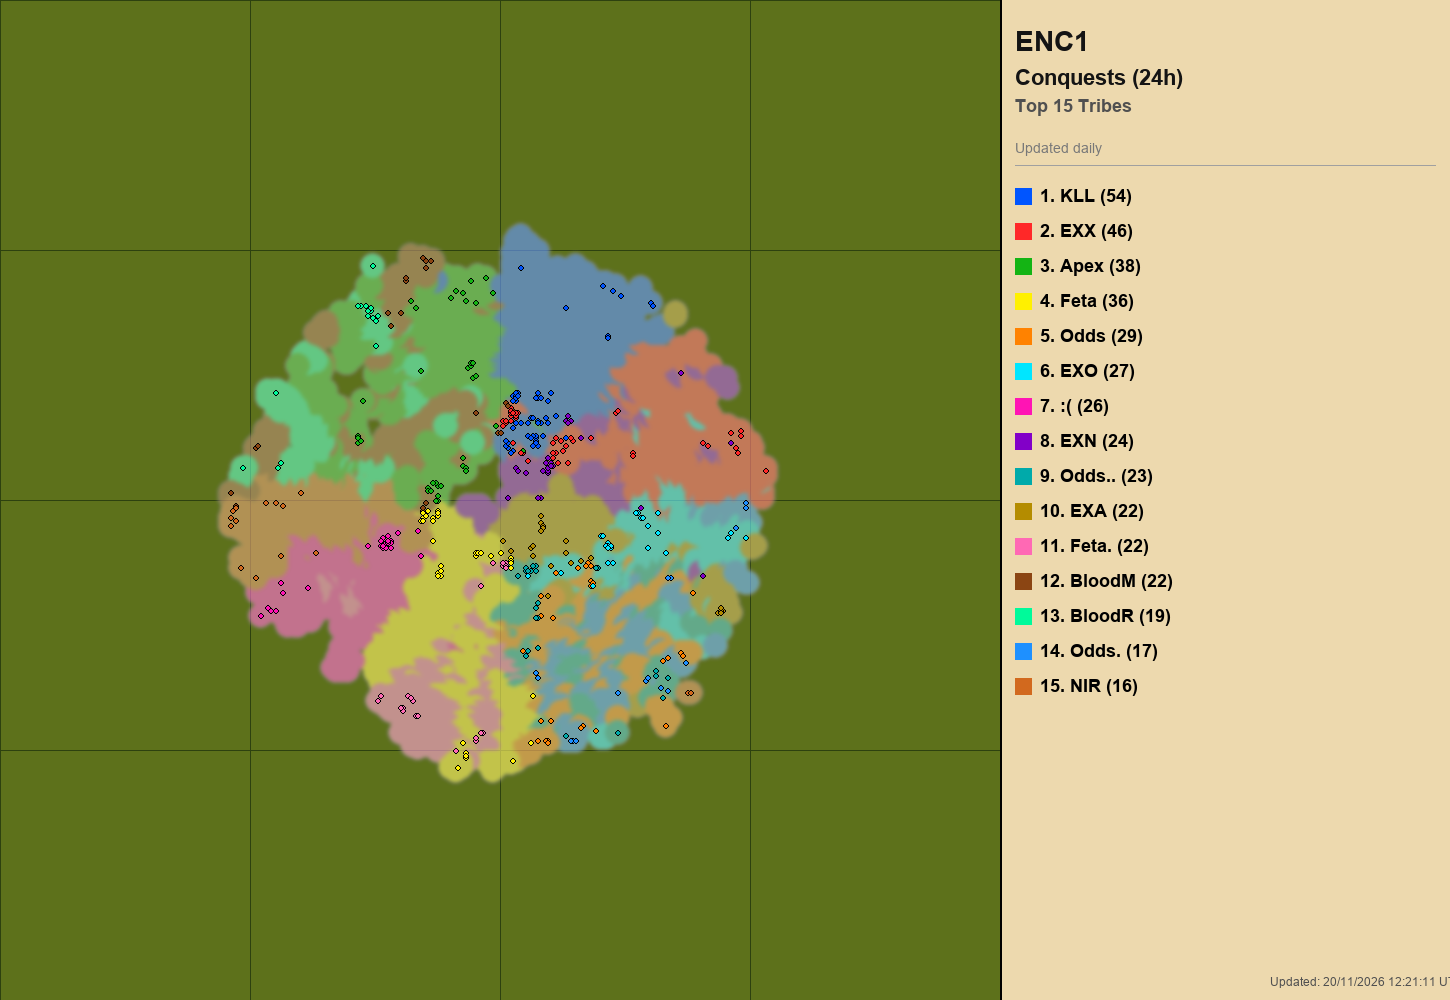 ENC1
Conquests (24h)
Top 15 Tribes
Updated daily
1. KLL (54)
2. EXX (46)
3. Apex (38)
4. Feta (36)
5. Odds (29)
6. EXO (27)
7. :( (26)
8. EXN (24)
9. Odds.. (23)
10. EXA (22)
11. Feta. (22)
12. BloodM (22)
13. BloodR (19)
14. Odds. (17)
15. NIR (16)
Updated: 20/11/2026 12:21:11 U